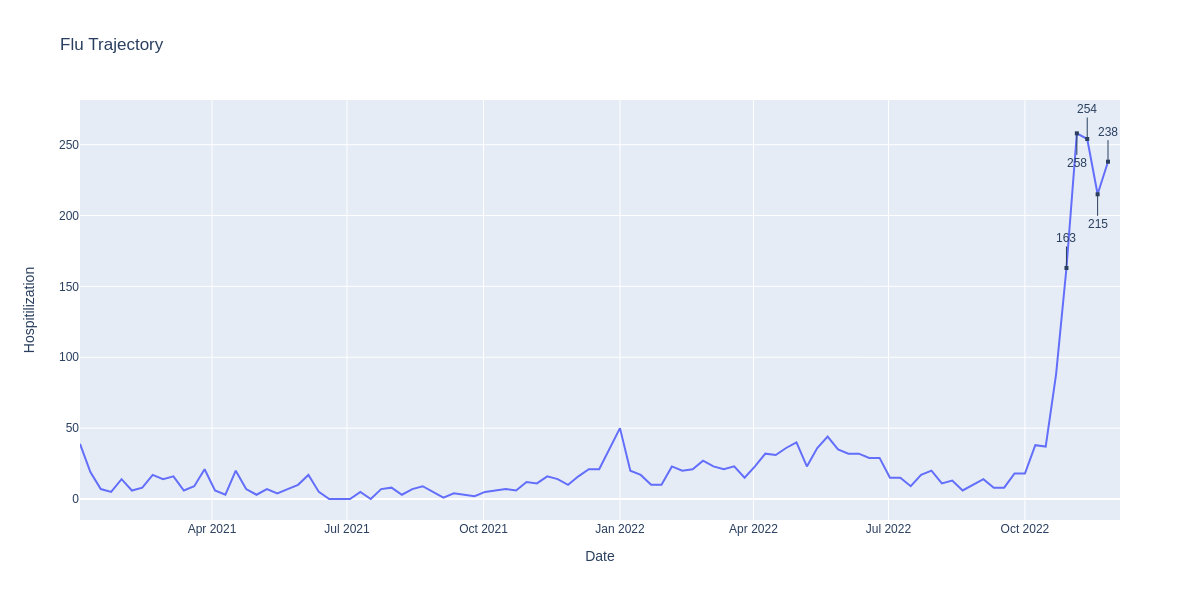 Flu Trajectory
254
238
258
215
163
250
200
150
100
50
0
Hospitilization
Apr 2021
Jul 2021
Oct 2021
Jan 2022
Apr 2022
Jul 2022
Oct 2022
Date